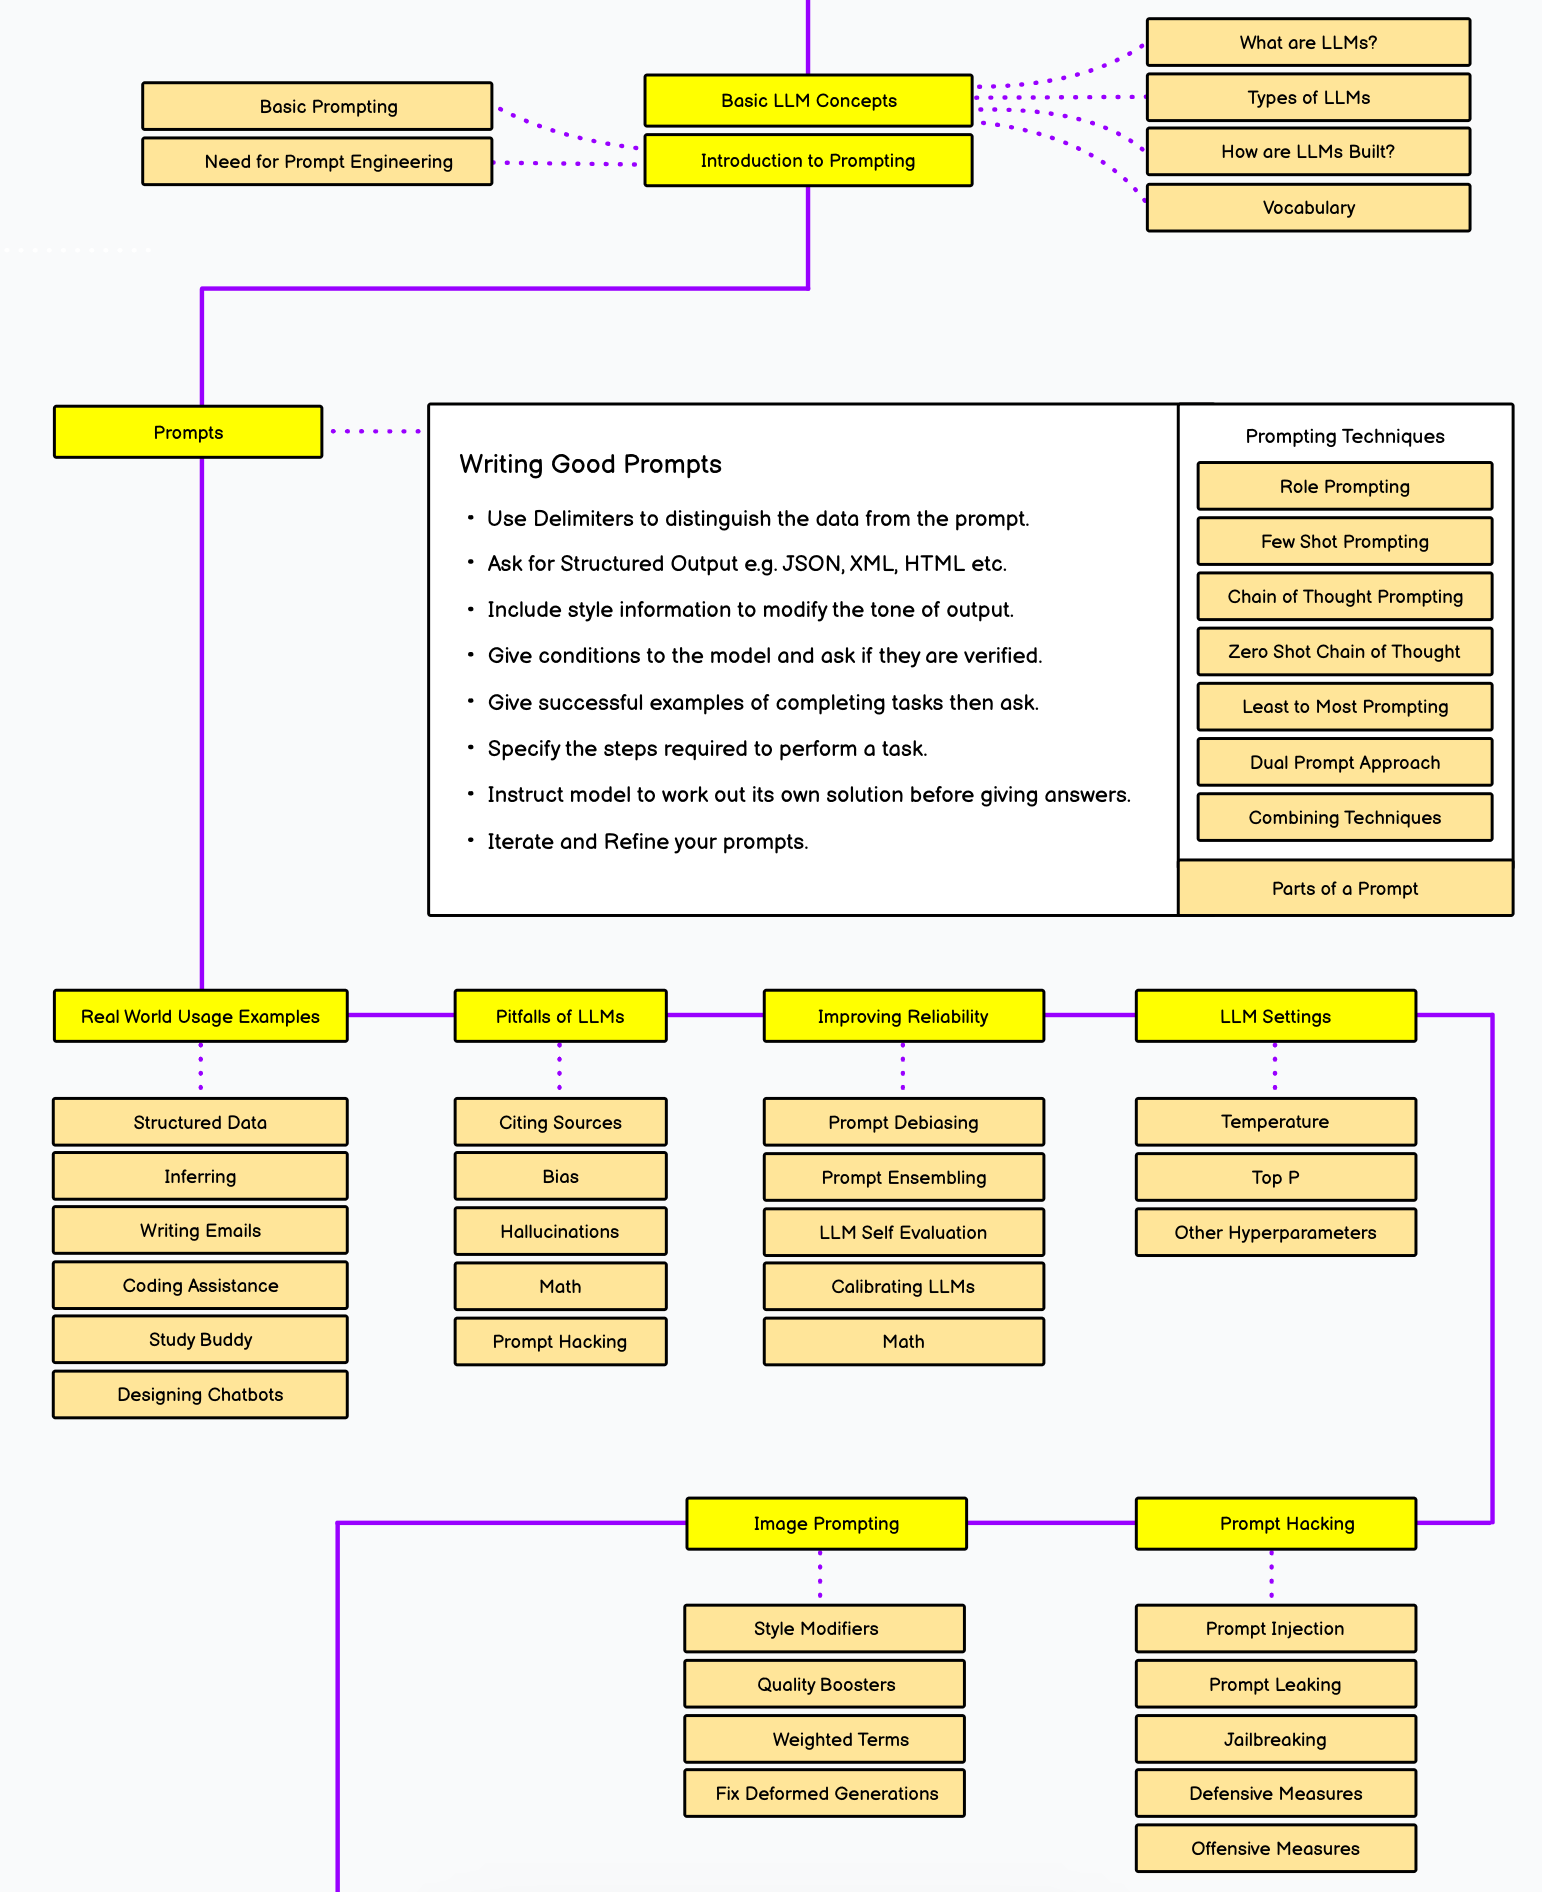 What are LLMs?
Basic LLM Concepts
Types of LLMs
Basic Prompting
How are LLMs Built?
Need for Prompt Engineering
Introduction to Prompting
Vocabulary
Prompts
Writing Good Prompts
• Use Delimiters to distinguish the data from the prompt.
• Ask for Structured Output e.g. JSON, XML, HTML etc.
• Include style information to modify the tone of output.
• Give conditions to the model and ask if they are verified.
• Give successful examples of completing tasks then ask.
• Specify the steps required to perform a task.
• Instruct model to work out its own solution before giving answers.
• Iterate and Refine your prompts.
Prompting Techniques
Role Prompting
Few Shot Prompting
Chain of Thought Prompting
Zero Shot Chain of Thought
Least to Most Prompting
Dual Prompt Approach
Combining Techniques
Parts of a Prompt
Real World Usage Examples
Structured Data
Inferring
Writing Emails
Coding Assistance
Study Buddy
Designing Chatbots
Pitfalls of LLMs
Citing Sources
Bias
Hallucinations
Math
Prompt Hacking
Improving Reliability
Prompt Debiasing
Prompt Ensembling
LLM Self Evaluation
Calibrating LLMs
Math
LLM Settings
Temperature
Top P
Other Hyperparameters
Image Prompting
Style Modifiers
Quality Boosters
Weighted Terms
Fix Deformed Generations
Prompt Hacking
Prompt Injection
Prompt Leaking
Jailbreaking
Defensive Measures
Offensive Measures